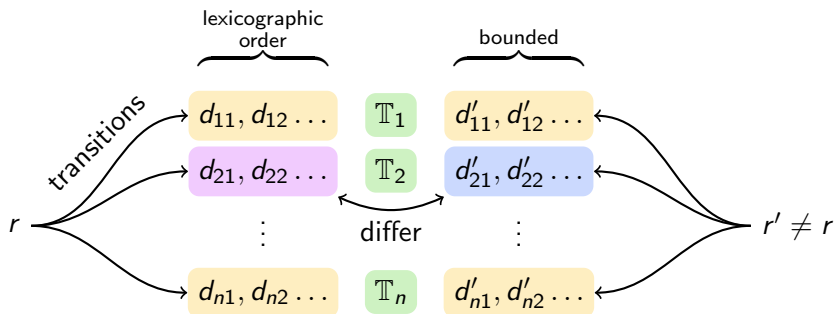 lexicographic
order
bounded
transitions
d₁₁, d₁₂ … 𝕋₁ d′₁₁, d′₁₂ …
d₂₁, d₂₂ … 𝕋₂ d′₂₁, d′₂₂ …
differ
r ⋮ ⋮ r′ ≠ r
dₙ₁, dₙ₂ … 𝕋ₙ d′ₙ₁, d′ₙ₂ …